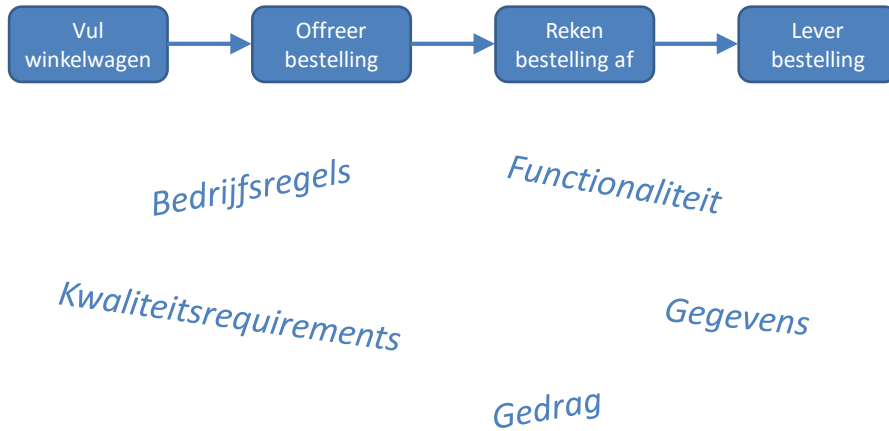 Vul
winkelwagen
Offreer
bestelling
Reken
bestelling af
Lever
bestelling
Bedrijfsregels
Functionaliteit
Kwaliteitsrequirements
Gegevens
Gedrag